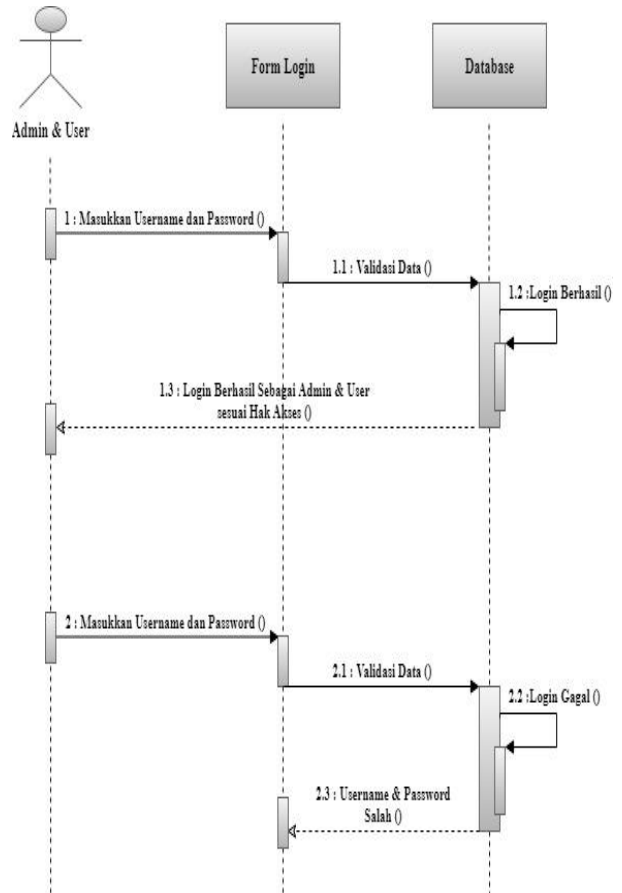 Form Login
Database
Admin & User
1 : Masukkan Username dan Password ()
1.1 : Validasi Data ()
1.2 :Login Berhasil ()
1.3 : Login Berhasil Sebagai Admin & User
sesuai Hak Akses ()
2 : Masukkan Username dan Password ()
2.1 : Validasi Data ()
2.2 :Login Gagal ()
2.3 : Username & Password
Salah ()